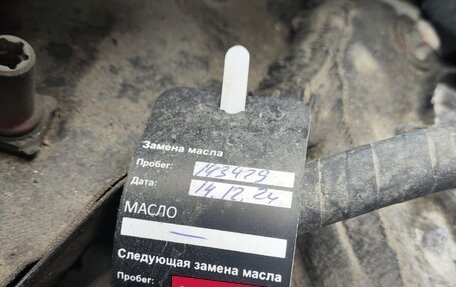 Замена масла
Пробег: 143479
Дата: 14.12.24
МАСЛО
—
Следующая замена масла
Пробег: